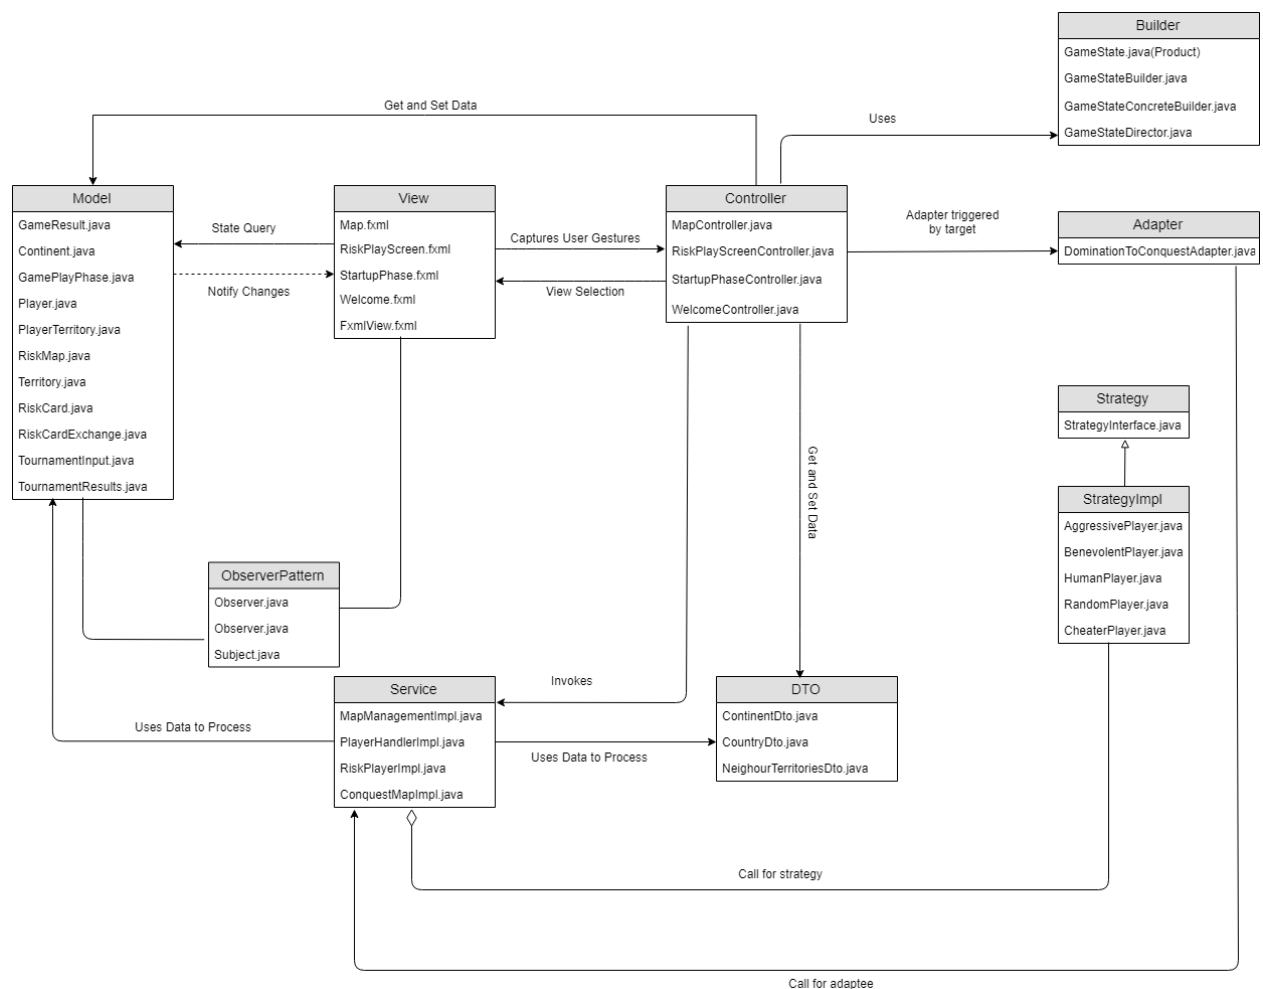 Builder
GameState.java(Product)
GameStateBuilder.java
GameStateConcreteBuilder.java
GameStateDirector.java
Get and Set Data
Uses
Model
GameResult.java
Continent.java
GamePlayPhase.java
Player.java
PlayerTerritory.java
RiskMap.java
Territory.java
RiskCard.java
RiskCardExchange.java
TournamentInput.java
TournamentResults.java
State Query
Notify Changes
View
Map.fxml
RiskPlayScreen.fxml
StartupPhase.fxml
Welcome.fxml
FxmlView.fxml
Captures User Gestures
View Selection
Controller
MapController.java
RiskPlayScreenController.java
StartupPhaseController.java
WelcomeController.java
Adapter triggered
by target
Adapter
DominationToConquestAdapter.java
Strategy
StrategyInterface.java
StrategyImpl
AggressivePlayer.java
BenevolentPlayer.java
HumanPlayer.java
RandomPlayer.java
CheaterPlayer.java
Get and Set Data
ObserverPattern
Observer.java
Observer.java
Subject.java
Invokes
Service
MapManagementImpl.java
PlayerHandlerImpl.java
RiskPlayerImpl.java
ConquestMapImpl.java
Uses Data to Process
Uses Data to Process
DTO
ContinentDto.java
CountryDto.java
NeighourTerritoriesDto.java
Call for strategy
Call for adaptee